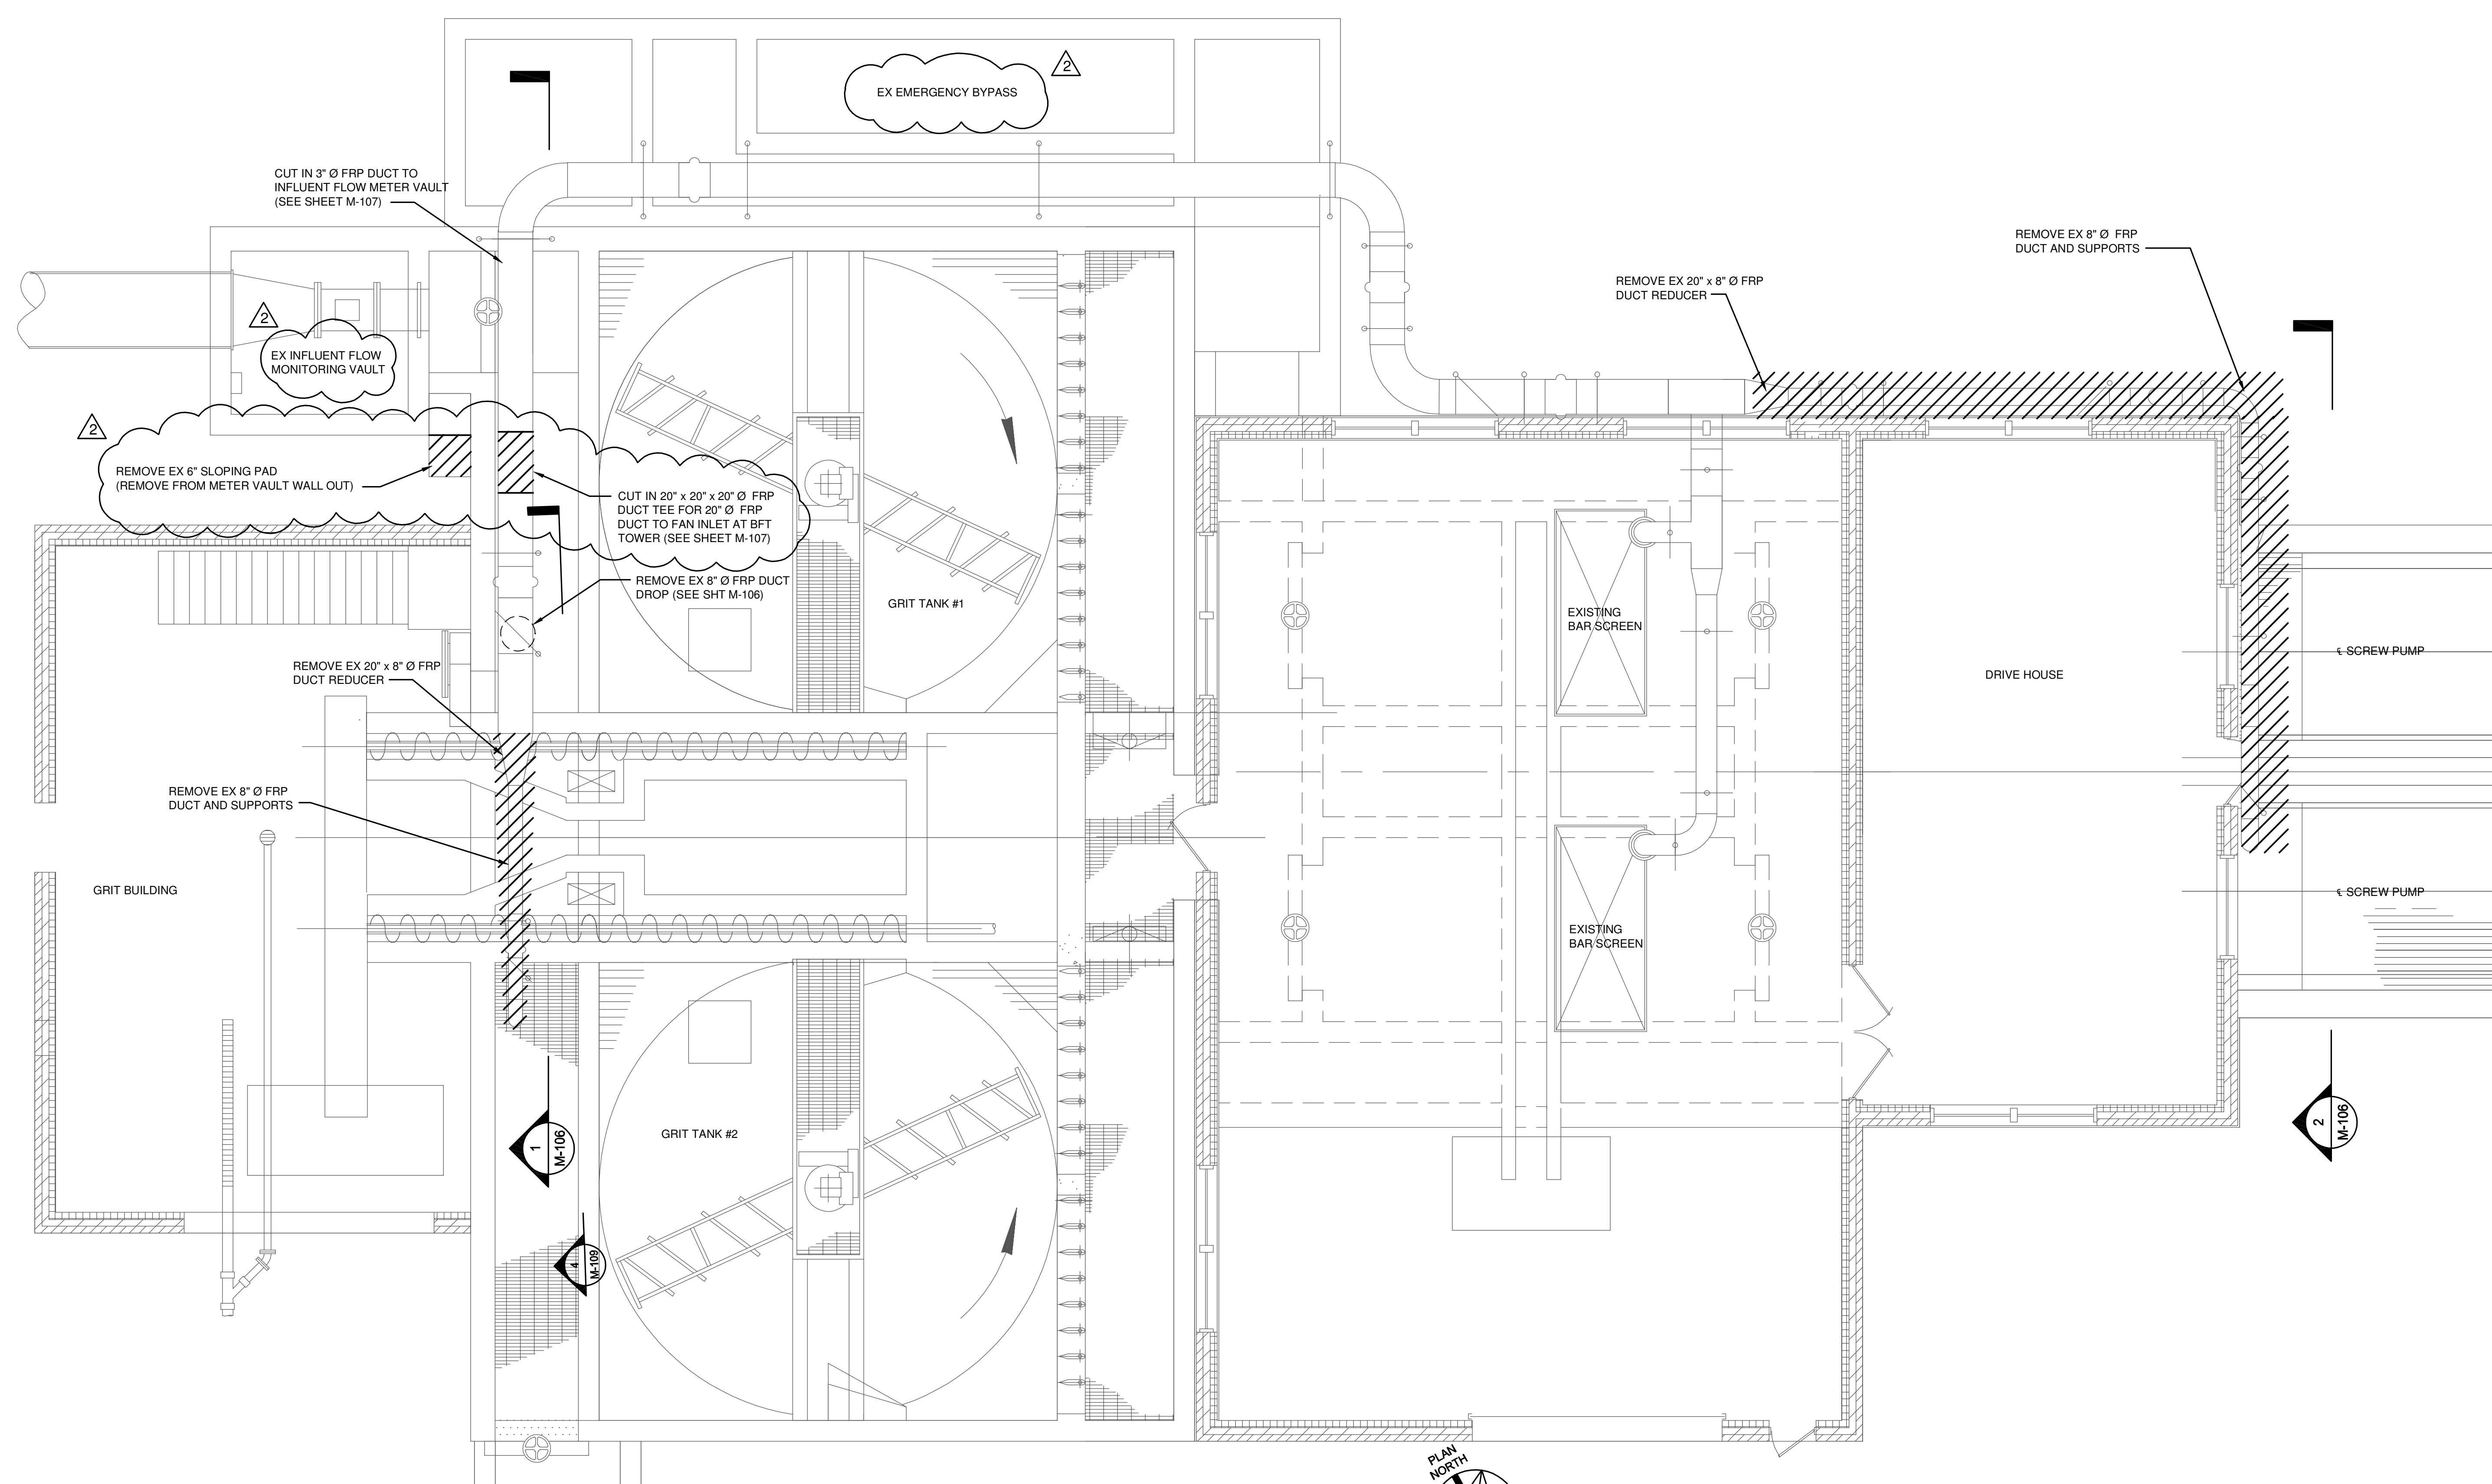 2
EX EMERGENCY BYPASS
CUT IN 3" Ø FRP DUCT TO
INFLUENT FLOW METER VAULT
(SEE SHEET M-107)
REMOVE EX 8" Ø FRP
DUCT AND SUPPORTS
REMOVE EX 20" x 8" Ø FRP
DUCT REDUCER
2
EX INFLUENT FLOW
MONITORING VAULT
2
REMOVE EX 6" SLOPING PAD
(REMOVE FROM METER VAULT WALL OUT)
CUT IN 20" x 20" x 20" Ø FRP
DUCT TEE FOR 20" Ø FRP
DUCT TO FAN INLET AT BFT
TOWER (SEE SHEET M-107)
REMOVE EX 8" Ø FRP DUCT
DROP (SEE SHT M-106)
GRIT TANK #1
EXISTING
BAR SCREEN
REMOVE EX 20" x 8" Ø FRP
DUCT REDUCER
DRIVE HOUSE
℄ SCREW PUMP
REMOVE EX 8" Ø FRP
DUCT AND SUPPORTS
GRIT BUILDING
℄ SCREW PUMP
EXISTING
BAR SCREEN
GRIT TANK #2
1
M-106
2
M-106
4
M-109
PLAN
NORTH